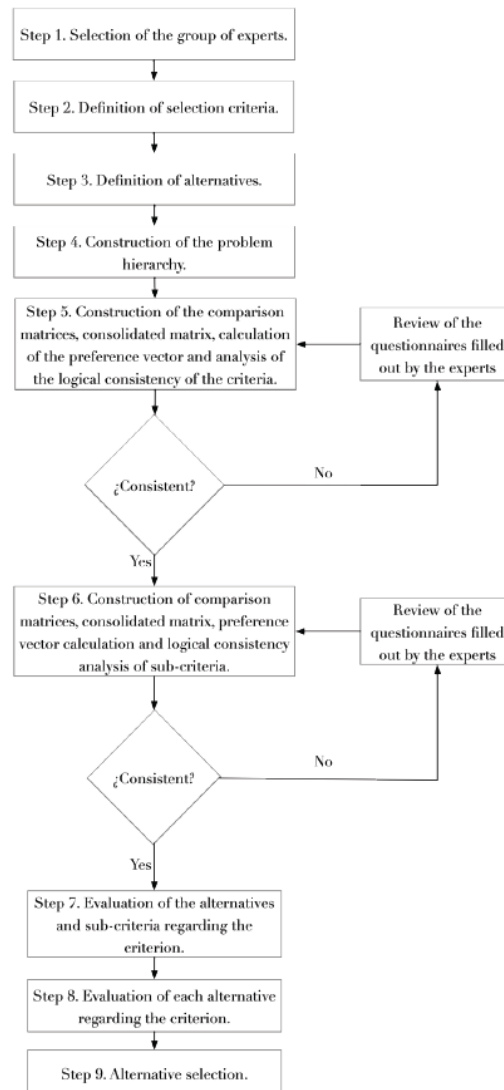 Step 1. Selection of the group of experts.
Step 2. Definition of selection criteria.
Step 3. Definition of alternatives.
Step 4. Construction of the problem
hierarchy.
Step 5. Construction of the comparison
matrices, consolidated matrix, calculation
of the preference vector and analysis of
the logical consistency of the criteria.
Review of the
questionnaires filled
out by the experts
¿Consistent?
No
Yes
Step 6. Construction of comparison
matrices, consolidated matrix, preference
vector calculation and logical consistency
analysis of sub-criteria.
Review of the
questionnaires filled
out by the experts
¿Consistent?
No
Yes
Step 7. Evaluation of the alternatives
and sub-criteria regarding the
criterion.
Step 8. Evaluation of each alternative
regarding the criterion.
Step 9. Alternative selection.